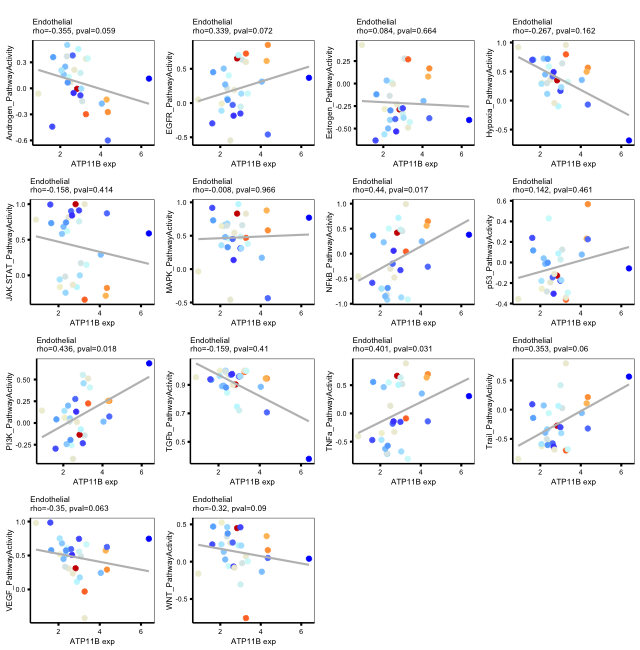 Endothelial
rho=-0.355, pval=0.059
Androgen_PathwayActivity
0.3
0.0
-0.3
-0.6
2
4
6
ATP11B exp
Endothelial
rho=0.339, pval=0.072
EGFR_PathwayActivity
0.5
0.0
-0.5
2
4
6
ATP11B exp
Endothelial
rho=0.084, pval=0.664
Estrogen_PathwayActivity
0.25
0.00
-0.25
-0.50
2
4
6
ATP11B exp
Endothelial
rho=-0.267, pval=0.162
Hypoxia_PathwayActivity
1.0
0.5
0.0
-0.5
2
4
6
ATP11B exp
Endothelial
rho=-0.158, pval=0.414
JAK.STAT_PathwayActivity
1.0
0.5
0.0
2
4
6
ATP11B exp
Endothelial
rho=-0.008, pval=0.966
MAPK_PathwayActivity
1.0
0.5
0.0
-0.5
2
4
6
ATP11B exp
Endothelial
rho=0.44, pval=0.017
NFkB_PathwayActivity
1.0
0.5
0.0
-0.5
-1.0
2
4
6
ATP11B exp
Endothelial
rho=0.142, pval=0.461
p53_PathwayActivity
0.6
0.3
0.0
-0.2
-0.4
2
4
6
ATP11B exp
Endothelial
rho=0.436, pval=0.018
PI3K_PathwayActivity
0.50
0.25
0.00
-0.25
2
4
6
ATP11B exp
Endothelial
rho=-0.159, pval=0.41
TGFb_PathwayActivity
0.9
0.7
0.5
2
4
6
ATP11B exp
Endothelial
rho=0.401, pval=0.031
TNFa_PathwayActivity
0.5
0.0
-0.5
2
4
6
ATP11B exp
Endothelial
rho=0.353, pval=0.06
Trail_PathwayActivity
0.5
0.0
-0.5
2
4
6
ATP11B exp
Endothelial
rho=-0.35, pval=0.063
VEGF_PathwayActivity
1.0
0.5
0.0
2
4
6
ATP11B exp
Endothelial
rho=-0.32, pval=0.09
WNT_PathwayActivity
0.5
0.0
-0.5
2
4
6
ATP11B exp